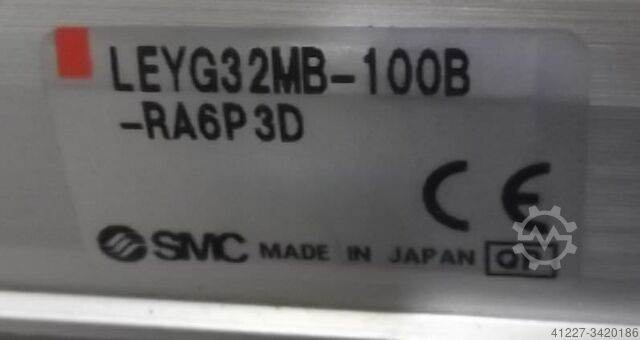 LEYG32MB-100B
-RA6P3D
CE
SMC MADE IN JAPAN
41227-3420186